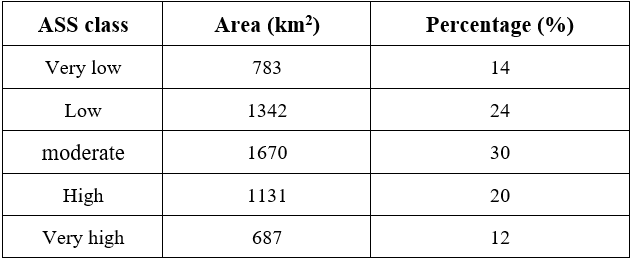 ASS class Area (km²) Percentage (%)
Very low 783 14
Low 1342 24
moderate 1670 30
High 1131 20
Very high 687 12